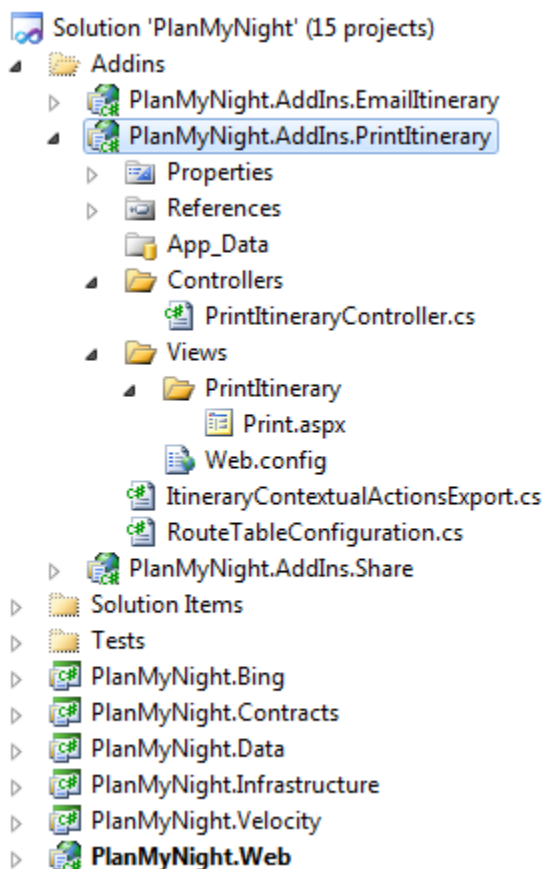 Solution 'PlanMyNight' (15 projects)
Addins
PlanMyNight.AddIns.EmailItinerary
PlanMyNight.AddIns.PrintItinerary
Properties
References
App_Data
Controllers
PrintItineraryController.cs
Views
PrintItinerary
Print.aspx
Web.config
ItineraryContextualActionsExport.cs
RouteTableConfiguration.cs
PlanMyNight.AddIns.Share
Solution Items
Tests
PlanMyNight.Bing
PlanMyNight.Contracts
PlanMyNight.Data
PlanMyNight.Infrastructure
PlanMyNight.Velocity
PlanMyNight.Web